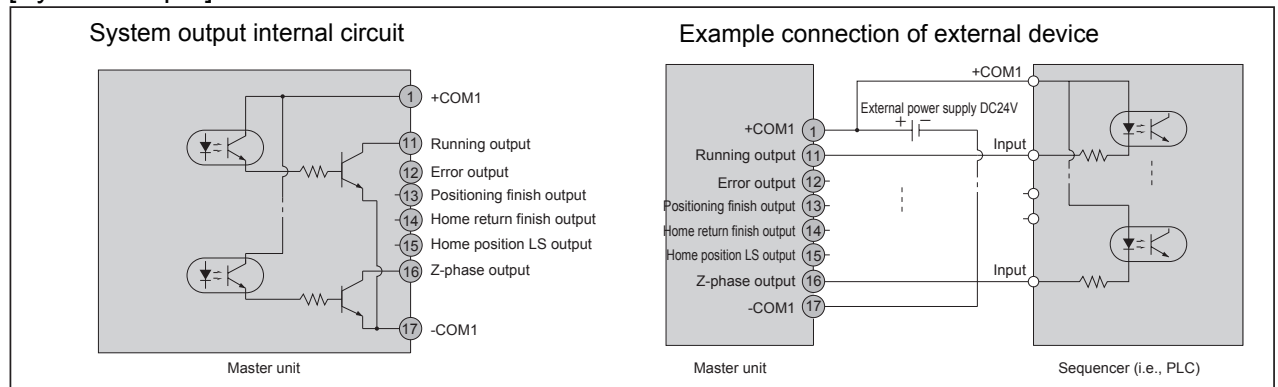 System output internal circuit
1 +COM1
11 Running output
12 Error output
13 Positioning finish output
14 Home return finish output
15 Home position LS output
16 Z-phase output
17 -COM1
Master unit
Example connection of external device
+COM1
External power supply DC24V
+ −
+COM1 1
Running output 11
Input
Error output 12
Positioning finish output 13
Home return finish output 14
Home position LS output 15
Z-phase output 16
Input
-COM1 17
Master unit
Sequencer (i.e., PLC)